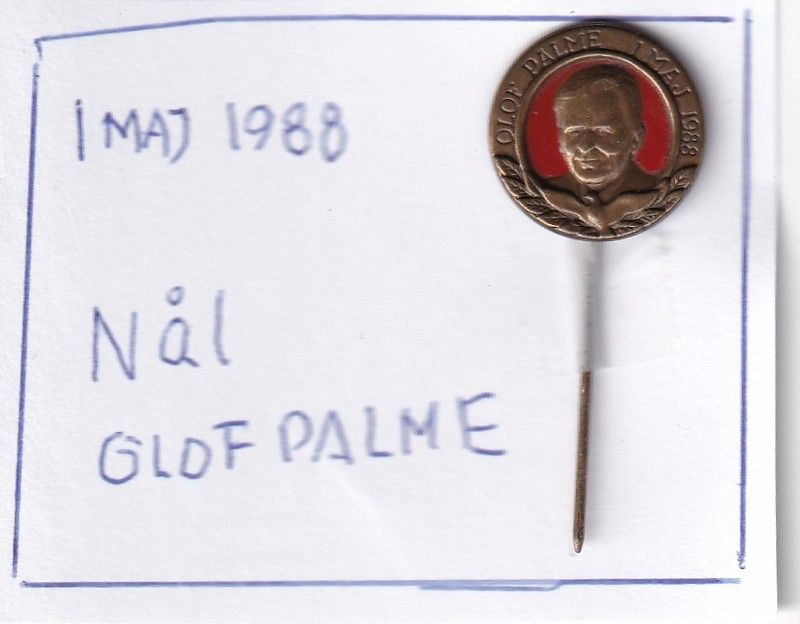 1 MAJ 1988
Nål
OLOF PALME
OLOF PALME 1 MAJ 1988